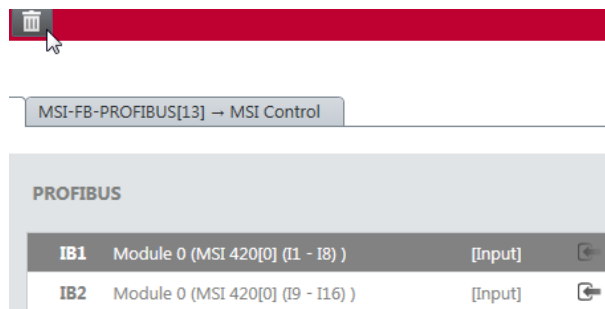 MSI-FB-PROFIBUS[13] → MSI Control
PROFIBUS
IB1 Module 0 (MSI 420[0] (I1 - I8) ) [Input]
IB2 Module 0 (MSI 420[0] (I9 - I16) ) [Input]